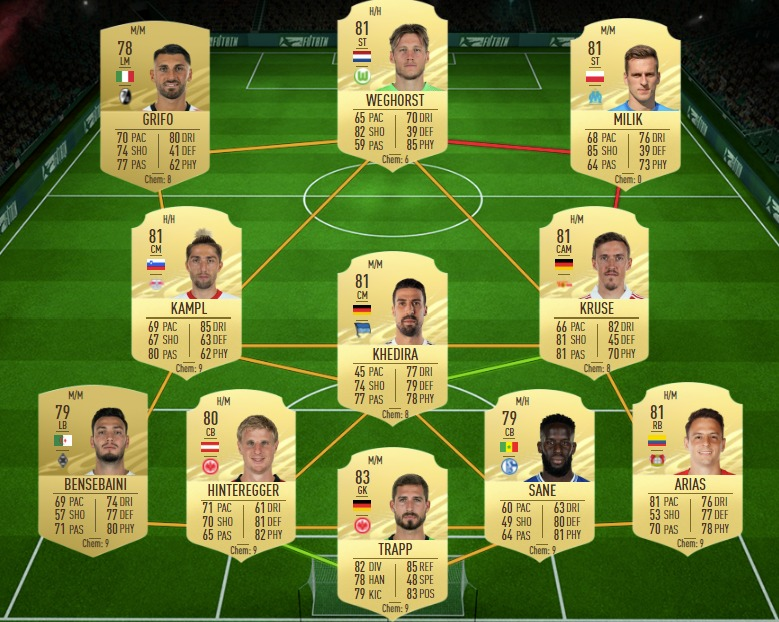 H/H
81
ST
WEGHORST
65 PAC 70 DRI
82 SHO 39 DEF
59 PAS 85 PHY
Chem: 6
M/M
78
LM
GRIFO
70 PAC 80 DRI
74 SHO 41 DEF
77 PAS 62 PHY
Chem: 8
M/M
81
ST
MILIK
68 PAC 76 DRI
85 SHO 39 DEF
64 PAS 73 PHY
Chem: 0
H/H
81
CM
KAMPL
69 PAC 85 DRI
67 SHO 63 DEF
80 PAS 62 PHY
Chem: 9
M/M
81
CM
KHEDIRA
45 PAC 77 DRI
74 SHO 79 DEF
77 PAS 78 PHY
Chem: 8
H/M
81
CAM
KRUSE
66 PAC 82 DRI
81 SHO 45 DEF
81 PAS 70 PHY
Chem: 8
M/M
79
LB
BENSEBAINI
69 PAC 74 DRI
57 SHO 77 DEF
71 PAS 80 PHY
Chem: 9
H/M
80
CB
HINTEREGGER
71 PAC 61 DRI
70 SHO 81 DEF
65 PAS 82 PHY
Chem: 9
M/M
83
GK
TRAPP
82 DIV 85 REF
78 HAN 48 SPE
79 KIC 83 POS
Chem: 9
H/M
79
CB
SANE
60 PAC 63 DRI
49 SHO 80 DEF
64 PAS 81 PHY
Chem: 9
H/M
81
RB
ARIAS
81 PAC 76 DRI
53 SHO 77 DEF
70 PAS 78 PHY
Chem: 9